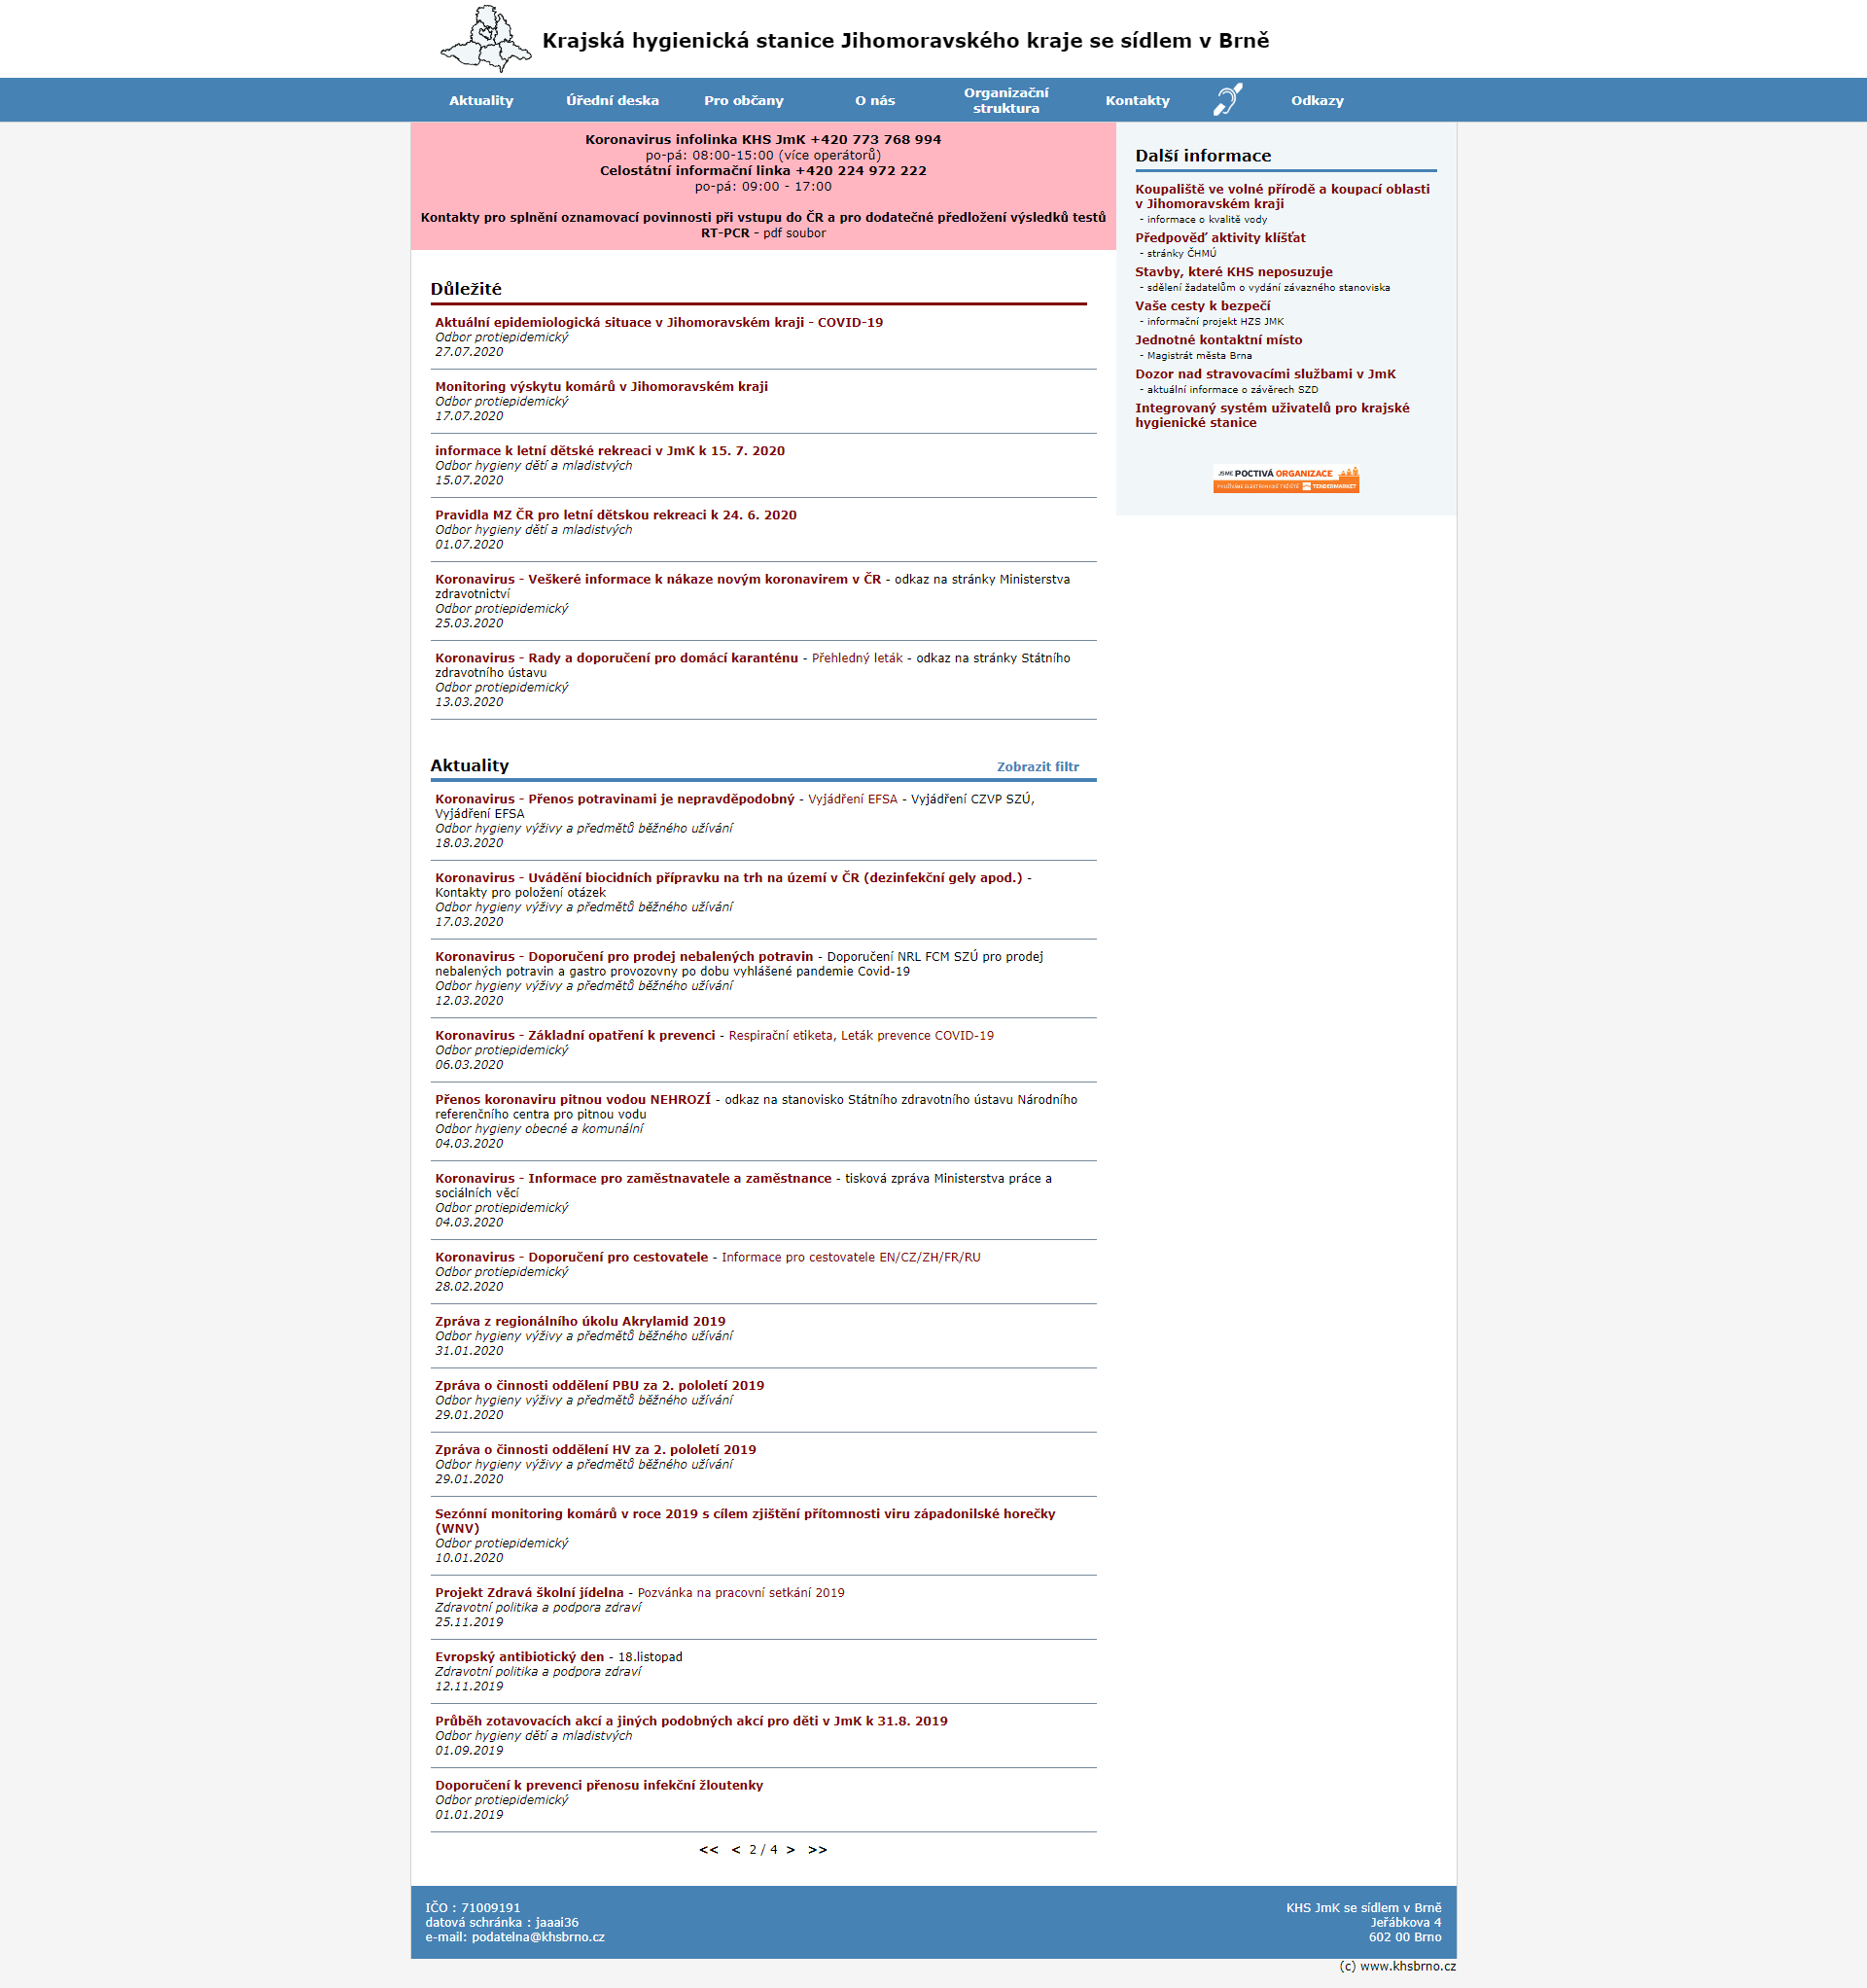 Krajská hygienická stanice Jihomoravského kraje se sídlem v Brně
Aktuality
Úřední deska
Pro občany
O nás
Organizační
struktura
Kontakty
Odkazy
Koronavirus infolinka KHS JmK +420 773 768 994
po-pá: 08:00-15:00 (více operátorů)
Celostátní informační linka +420 224 972 222
po-pá: 09:00 - 17:00
Kontakty pro splnění oznamovací povinnosti při vstupu do ČR a pro dodatečné předložení výsledků testů
RT-PCR - pdf soubor
Důležité
Aktuální epidemiologická situace v Jihomoravském kraji - COVID-19
Odbor protiepidemický
27.07.2020
Monitoring výskytu komárů v Jihomoravském kraji
Odbor protiepidemický
17.07.2020
informace k letní dětské rekreaci v JmK k 15. 7. 2020
Odbor hygieny dětí a mladistvých
15.07.2020
Pravidla MZ ČR pro letní dětskou rekreaci k 24. 6. 2020
Odbor hygieny dětí a mladistvých
01.07.2020
Koronavirus - Veškeré informace k nákaze novým koronavirem v ČR - odkaz na stránky Ministerstva
zdravotnictví
Odbor protiepidemický
25.03.2020
Koronavirus - Rady a doporučení pro domácí karanténu - Přehledný leták - odkaz na stránky Státního
zdravotního ústavu
Odbor protiepidemický
13.03.2020
Aktuality
Zobrazit filtr
Koronavirus - Přenos potravinami je nepravděpodobný - Vyjádření EFSA - Vyjádření CZVP SZÚ,
Vyjádření EFSA
Odbor hygieny výživy a předmětů běžného užívání
18.03.2020
Koronavirus - Uvádění biocidních přípravku na trh na území v ČR (dezinfekční gely apod.) -
Kontakty pro položení otázek
Odbor hygieny výživy a předmětů běžného užívání
17.03.2020
Koronavirus - Doporučení pro prodej nebalených potravin - Doporučení NRL FCM SZÚ pro prodej
nebalených potravin a gastro provozovny po dobu vyhlášené pandemie Covid-19
Odbor hygieny výživy a předmětů běžného užívání
12.03.2020
Koronavirus - Základní opatření k prevenci - Respirační etiketa, Leták prevence COVID-19
Odbor protiepidemický
06.03.2020
Přenos koronaviru pitnou vodou NEHROZÍ - odkaz na stanovisko Státního zdravotního ústavu Národního
referenčního centra pro pitnou vodu
Odbor hygieny obecné a komunální
04.03.2020
Koronavirus - Informace pro zaměstnavatele a zaměstnance - tisková zpráva Ministerstva práce a
sociálních věcí
Odbor protiepidemický
04.03.2020
Koronavirus - Doporučení pro cestovatele - Informace pro cestovatele EN/CZ/ZH/FR/RU
Odbor protiepidemický
28.02.2020
Zpráva z regionálního úkolu Akrylamid 2019
Odbor hygieny výživy a předmětů běžného užívání
31.01.2020
Zpráva o činnosti oddělení PBU za 2. pololetí 2019
Odbor hygieny výživy a předmětů běžného užívání
29.01.2020
Zpráva o činnosti oddělení HV za 2. pololetí 2019
Odbor hygieny výživy a předmětů běžného užívání
29.01.2020
Sezónní monitoring komárů v roce 2019 s cílem zjištění přítomnosti viru západonilské horečky
(WNV)
Odbor protiepidemický
10.01.2020
Projekt Zdravá školní jídelna - Pozvánka na pracovní setkání 2019
Zdravotní politika a podpora zdraví
25.11.2019
Evropský antibiotický den - 18.listopad
Zdravotní politika a podpora zdraví
12.11.2019
Průběh zotavovacích akcí a jiných podobných akcí pro děti v JmK k 31.8. 2019
Odbor hygieny dětí a mladistvých
01.09.2019
Doporučení k prevenci přenosu infekční žloutenky
Odbor protiepidemický
01.01.2019
<< < 2 / 4 > >>
Další informace
Koupaliště ve volné přírodě a koupací oblasti
v Jihomoravském kraji
- informace o kvalitě vody
Předpověď aktivity klíšťat
- stránky ČHMÚ
Stavby, které KHS neposuzuje
- sdělení žadatelům o vydání závazného stanoviska
Vaše cesty k bezpečí
- informační projekt HZS JMK
Jednotné kontaktní místo
- Magistrát města Brna
Dozor nad stravovacími službami v JmK
- aktuální informace o závěrech SZD
Integrovaný systém uživatelů pro krajské
hygienické stanice
JSME POCTIVÁ ORGANIZACE
POUŽÍVÁME ELEKTRONICKÉ TRŽIŠTĚ TENDERMARKET
IČO : 71009191
datová schránka : jaaai36
e-mail: podatelna@khsbrno.cz
KHS JmK se sídlem v Brně
Jeřábkova 4
602 00 Brno
(c) www.khsbrno.cz